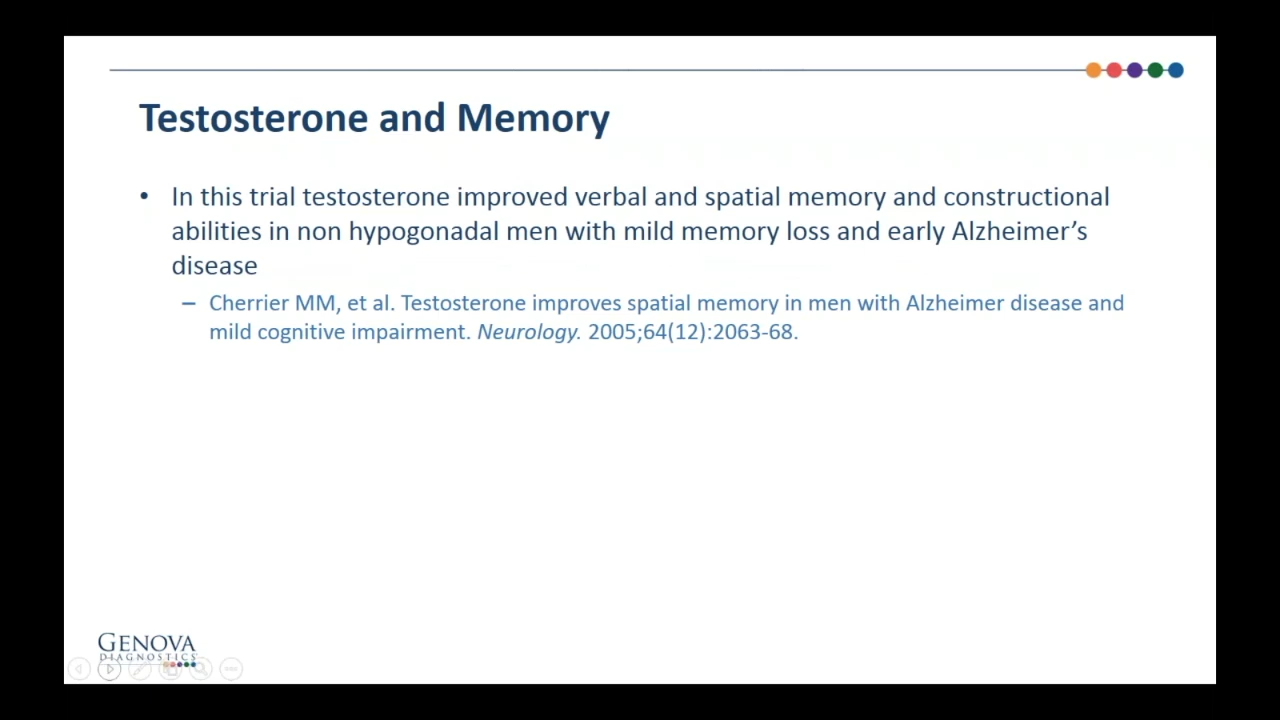 Testosterone and Memory
• In this trial testosterone improved verbal and spatial memory and constructional
abilities in non hypogonadal men with mild memory loss and early Alzheimer’s
disease
– Cherrier MM, et al. Testosterone improves spatial memory in men with Alzheimer disease and
mild cognitive impairment. Neurology. 2005;64(12):2063-68.
GENOVA
DIAGNOSTICS